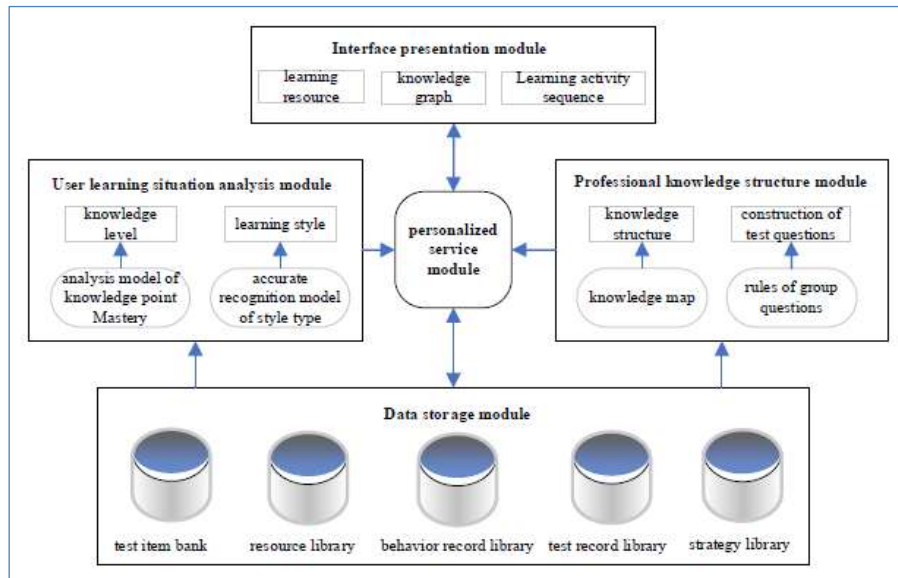 Interface presentation module
learning
resource
knowledge
graph
Learning activity
sequence
User learning situation analysis module
knowledge
level
learning style
analysis model of
knowledge point
Mastery
accurate
recognition model
of style type
personalized
service
module
Professional knowledge structure module
knowledge
structure
construction of
test questions
knowledge map
rules of group
questions
Data storage module
test item bank
resource library
behavior record library
test record library
strategy library